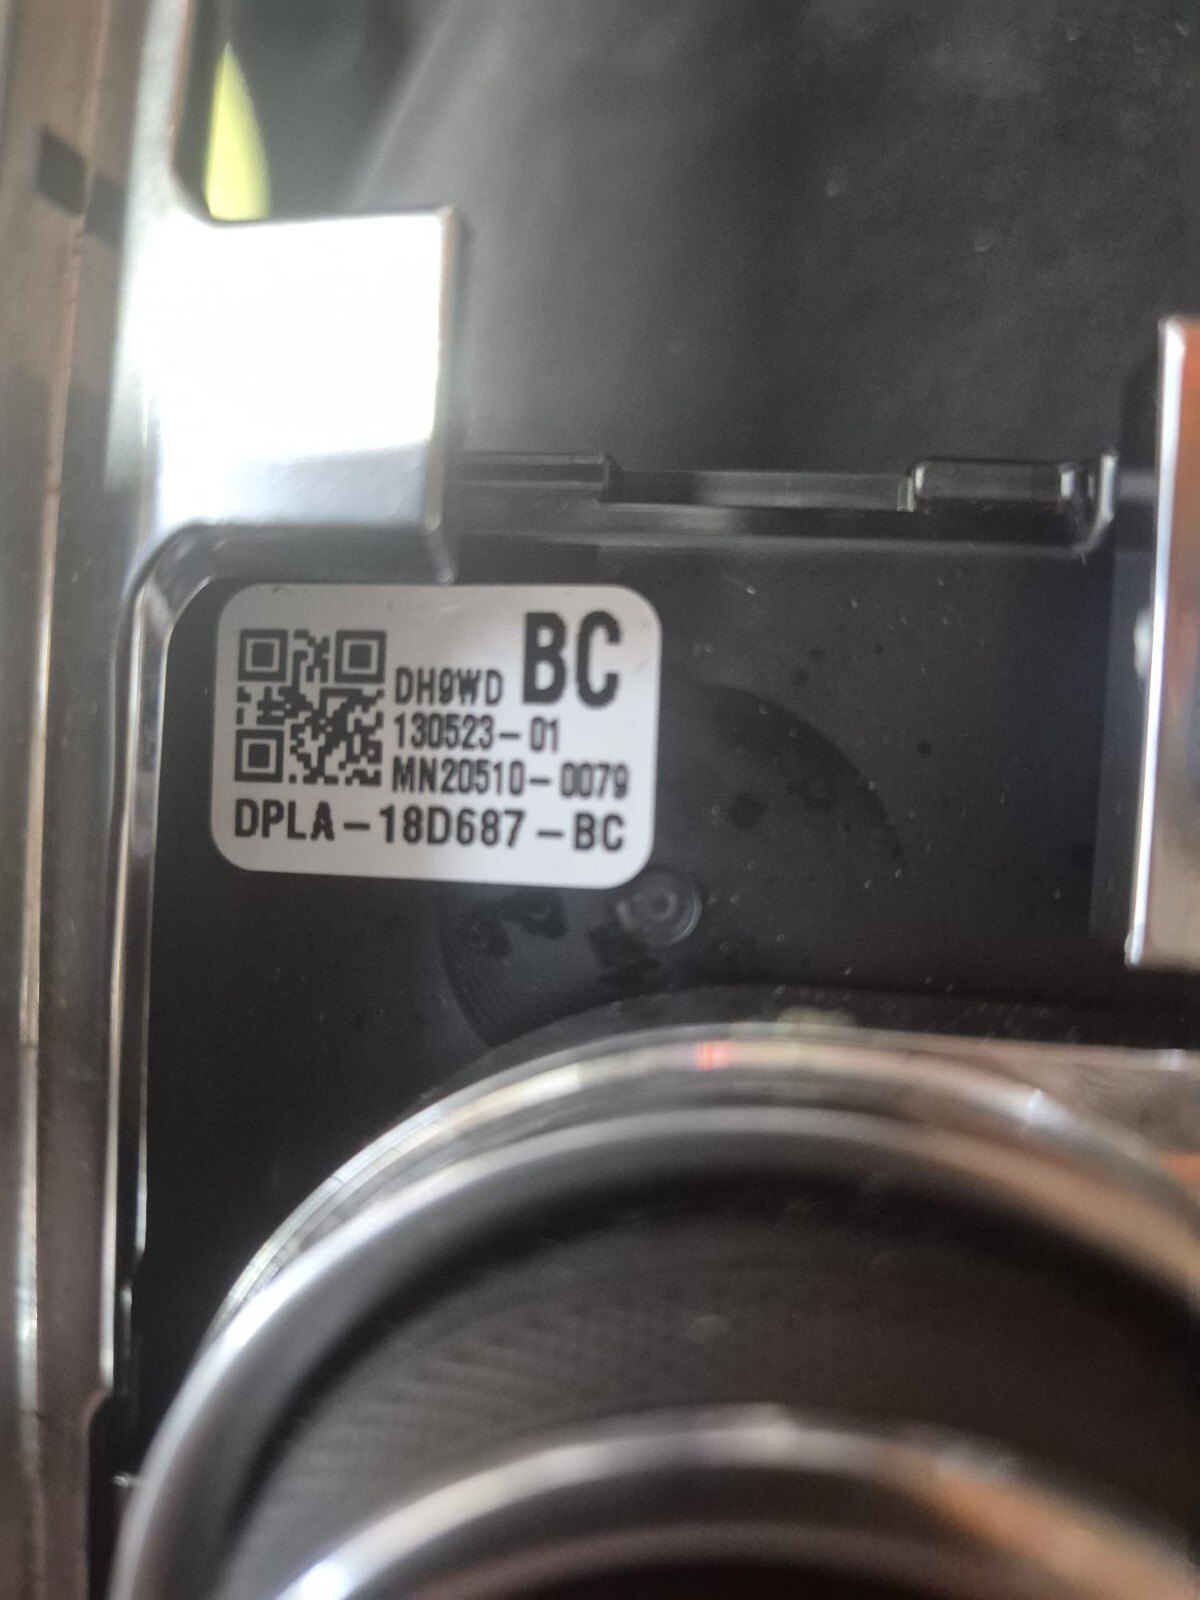 DH9WD BC
130523-01
MN20510-0079
DPLA-18D687-BC